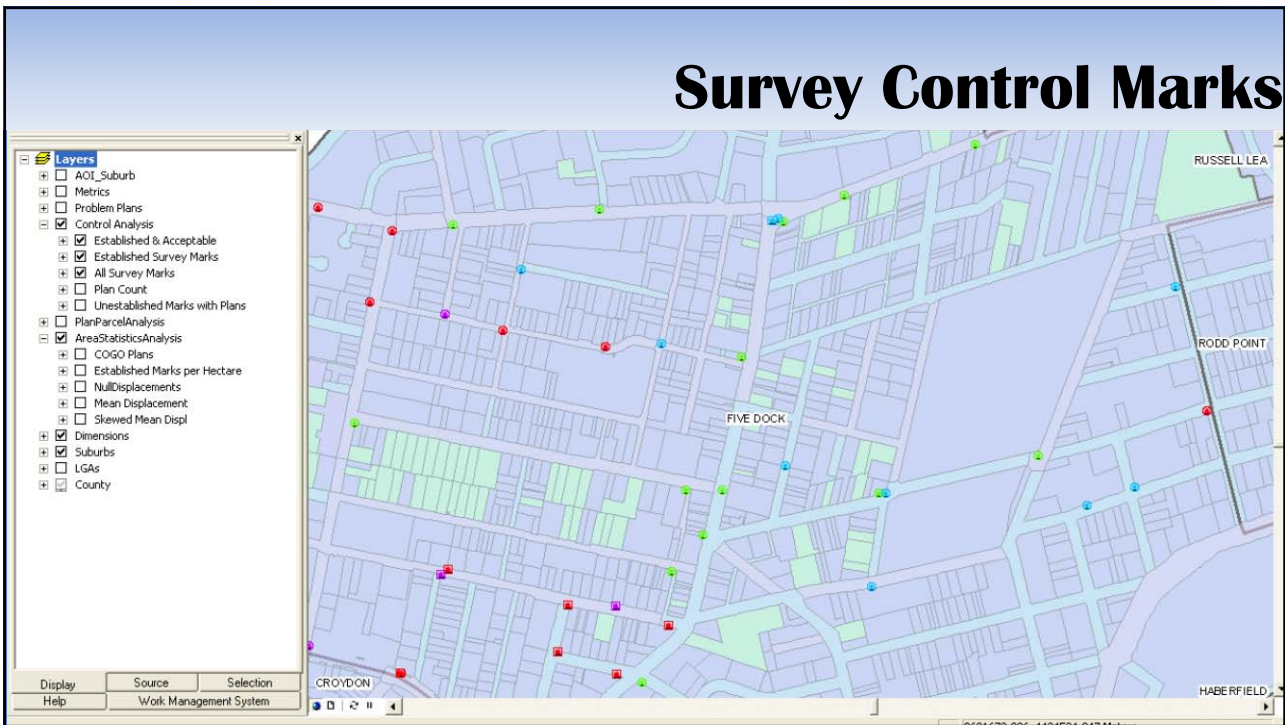 Survey Control Marks
Layers
AOI_Suburb
Metrics
Problem Plans
Control Analysis
Established & Acceptable
Established Survey Marks
All Survey Marks
Plan Count
Unestablished Marks with Plans
PlanParcelAnalysis
AreaStatisticsAnalysis
COGO Plans
Established Marks per Hectare
NullDisplacements
Mean Displacement
Skewed Mean Displ
Dimensions
Suburbs
LGAs
County
Display Source Selection
Help Work Management System
RUSSELL LEA
RODD POINT
FIVE DOCK
CROYDON
HABERFIELD